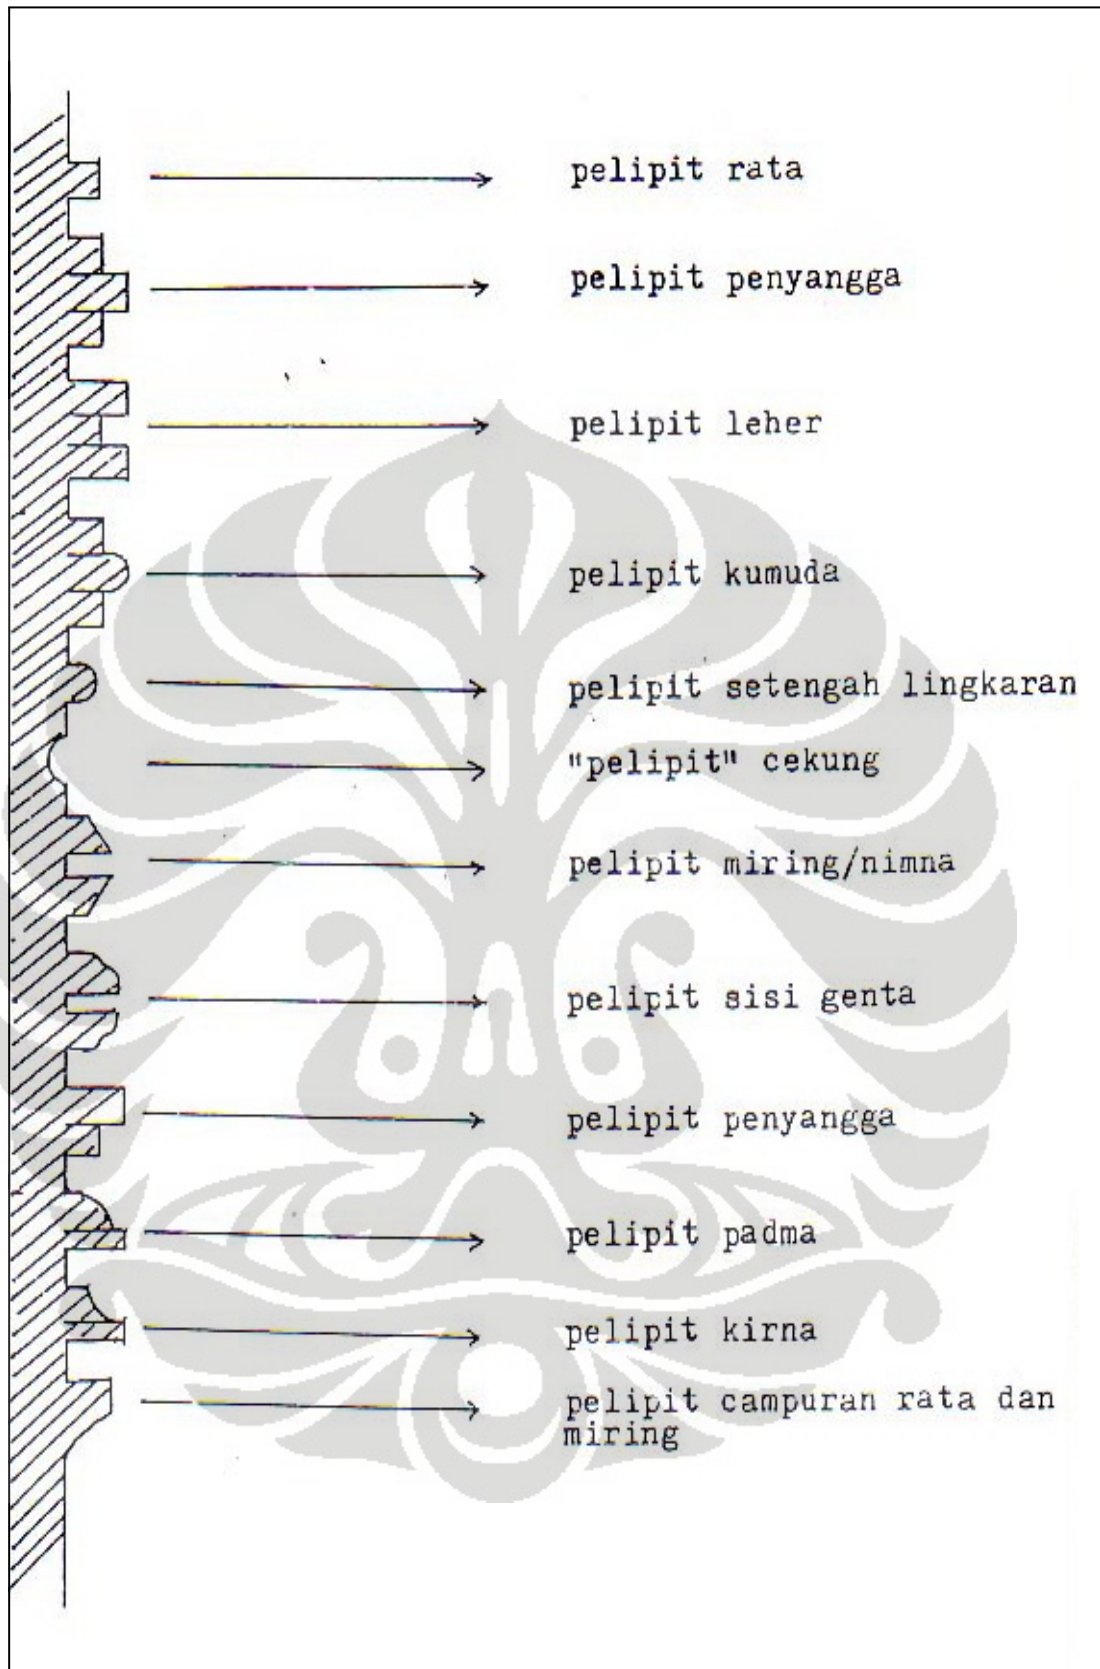 pelipit rata
pelipit penyangga
pelipit leher
pelipit kumuda
pelipit setengah lingkaran
"pelipit" cekung
pelipit miring/nimna
pelipit sisi genta
pelipit penyangga
pelipit padma
pelipit kirna
pelipit campuran rata dan
miring